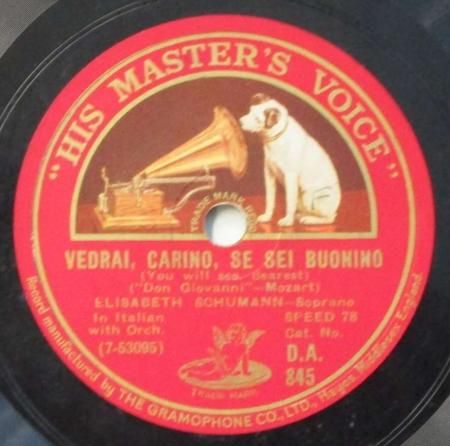 "HIS MASTER'S VOICE"
TRADE MARK
VEDRAI, CARINO, SE SEI BUONINO
(You will see—Dearest)
("Don Giovanni"—Mozart)
ELISABETH SCHUMANN—Soprano
In Italian SPEED 78
with Orch. Cat. No.
(7-53095) D.A.
845
TRADE MARK
Record manufactured by THE GRAMOPHONE CO., LTD., Hayes, Middlesex, England.